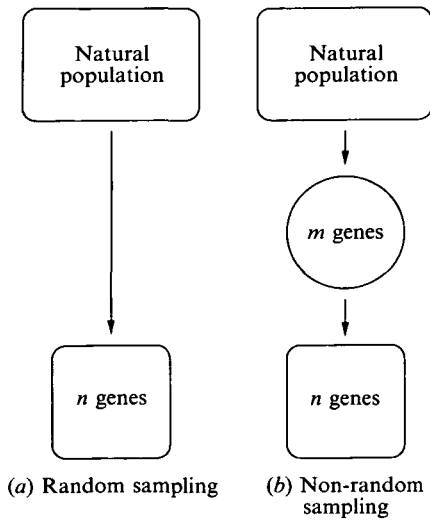 Natural
population
n genes
(a) Random sampling
Natural
population
m genes
n genes
(b) Non-random
sampling